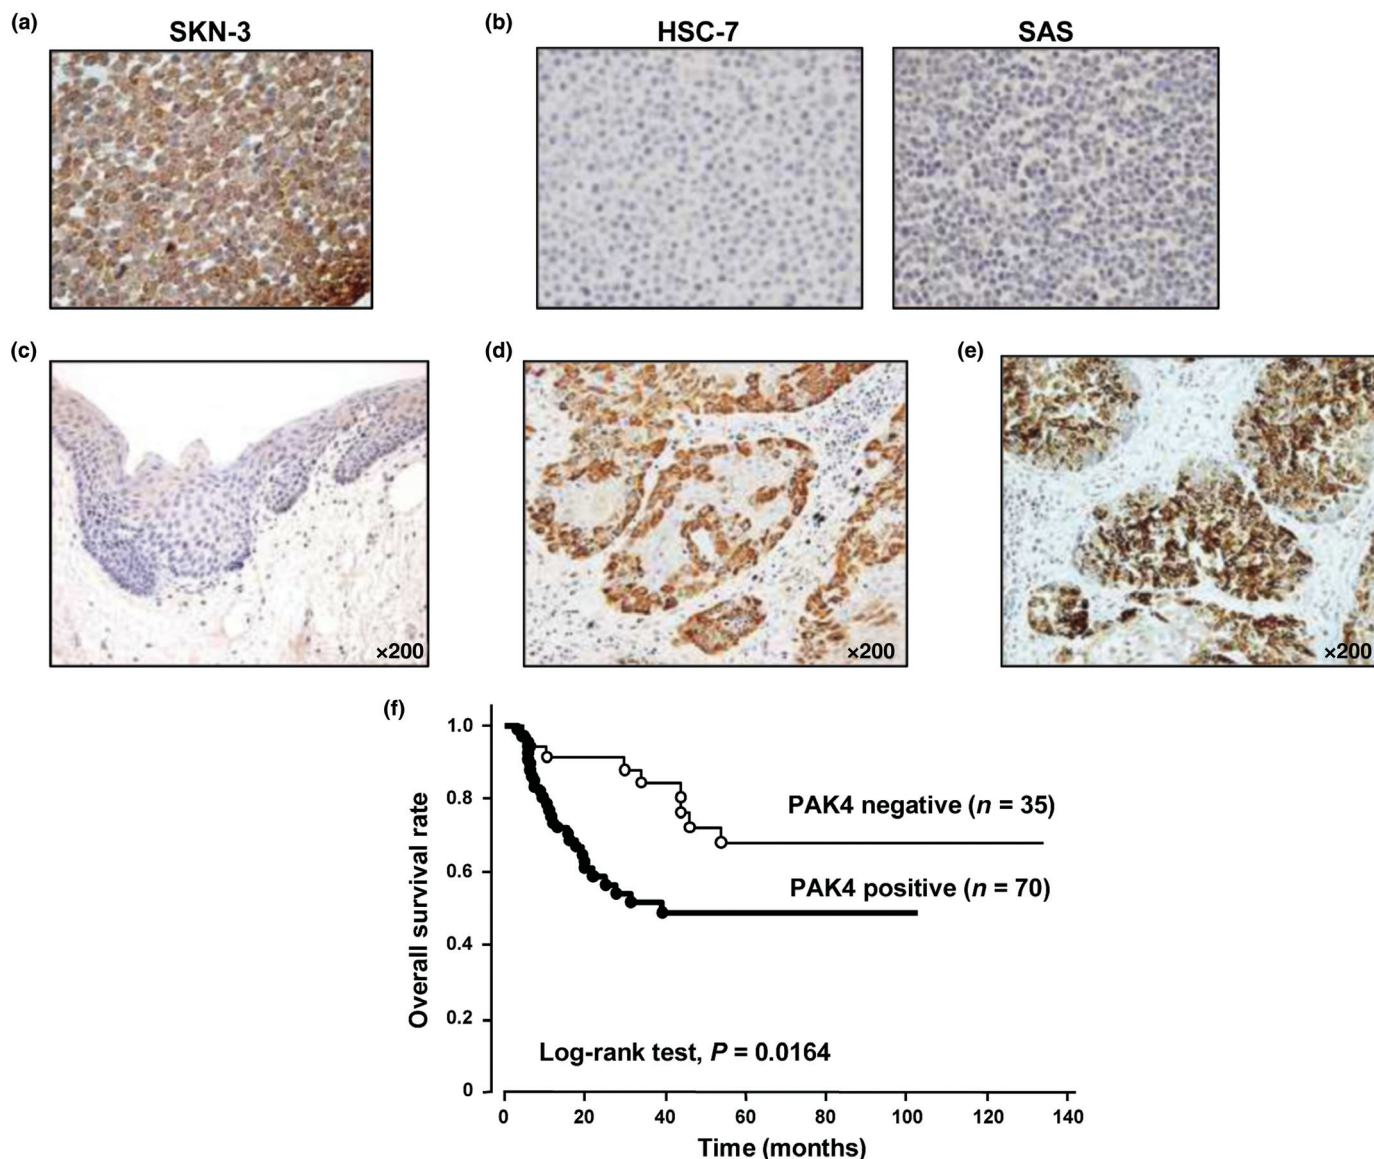 (a)
SKN-3
(b)
HSC-7
SAS
(c)
×200
(d)
×200
(e)
×200
(f)
Overall survival rate
1.0
0.8
0.6
0.4
0.2
0
PAK4 negative (n = 35)
PAK4 positive (n = 70)
Log-rank test, P = 0.0164
0 20 40 60 80 100 120 140
Time (months)